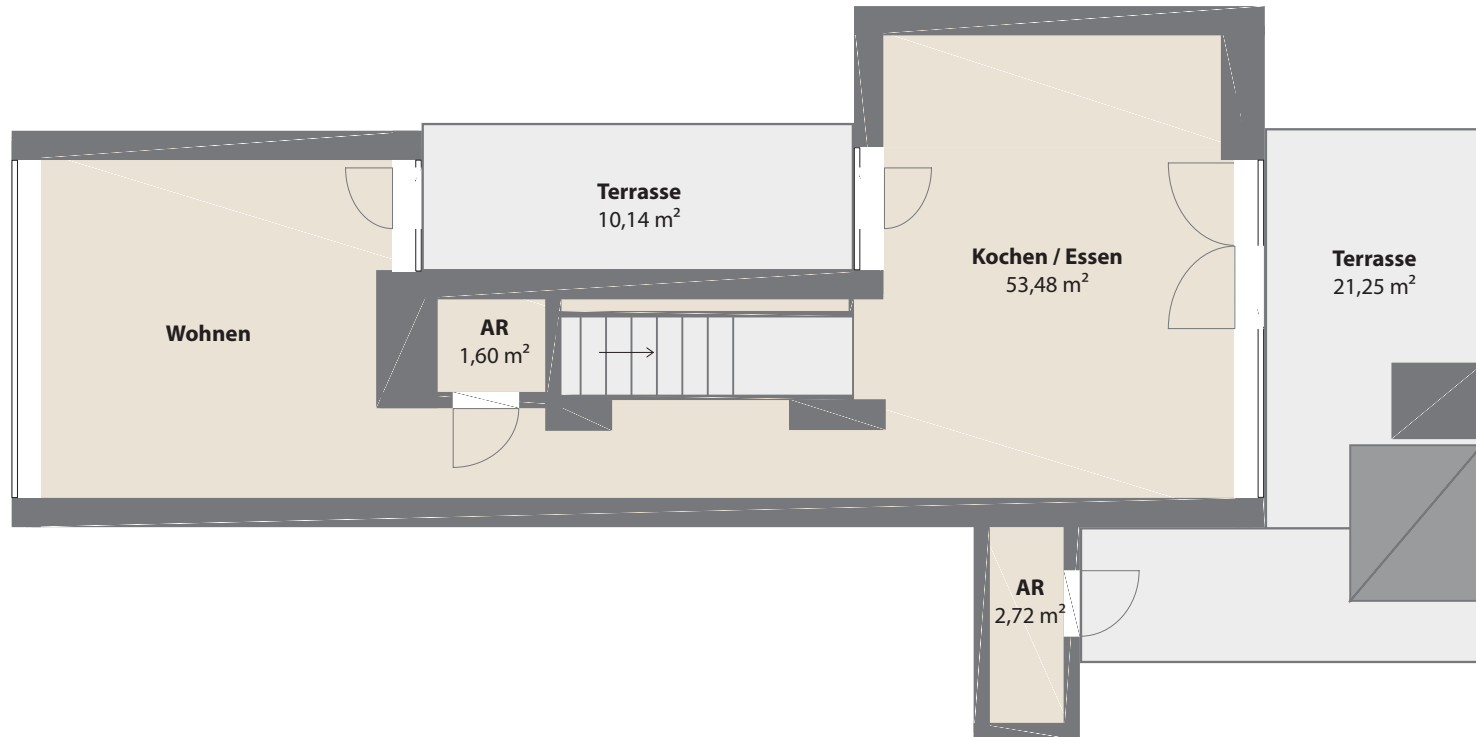 Terrasse
10,14 m²
Kochen / Essen
53,48 m²
Terrasse
21,25 m²
Wohnen
AR
1,60 m²
AR
2,72 m²